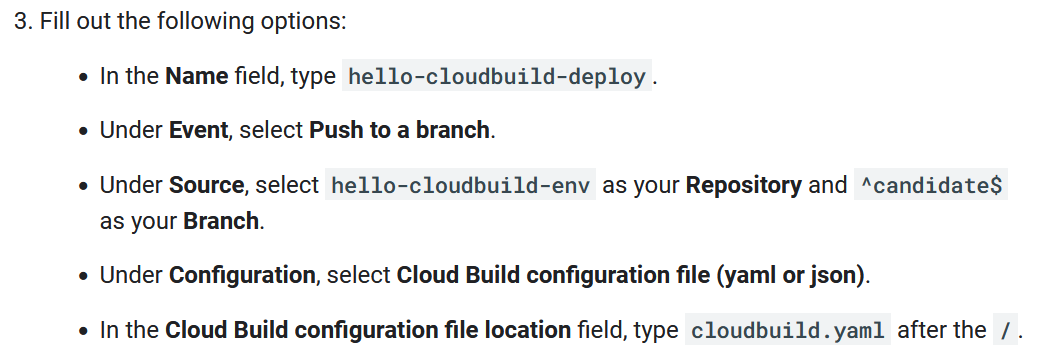 3. Fill out the following options:
• In the Name field, type hello-cloudbuild-deploy.
• Under Event, select Push to a branch.
• Under Source, select hello-cloudbuild-env as your Repository and ^candidate$
as your Branch.
• Under Configuration, select Cloud Build configuration file (yaml or json).
• In the Cloud Build configuration file location field, type cloudbuild.yaml after the /.